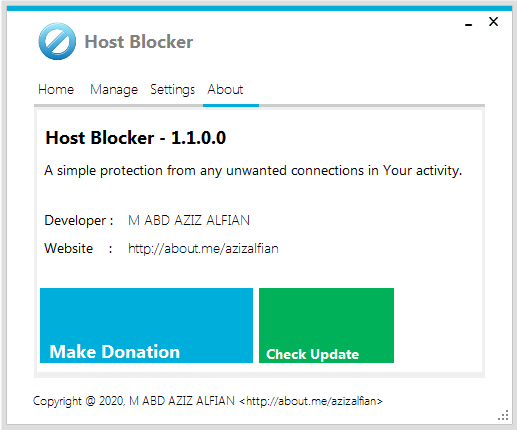 Host Blocker
Home Manage Settings About
Host Blocker - 1.1.0.0
A simple protection from any unwanted connections in Your activity.
Developer : M ABD AZIZ ALFIAN
Website : http://about.me/azizalfian
Make Donation Check Update
Copyright @ 2020, M ABD AZIZ ALFIAN <http://about.me/azizalfian>